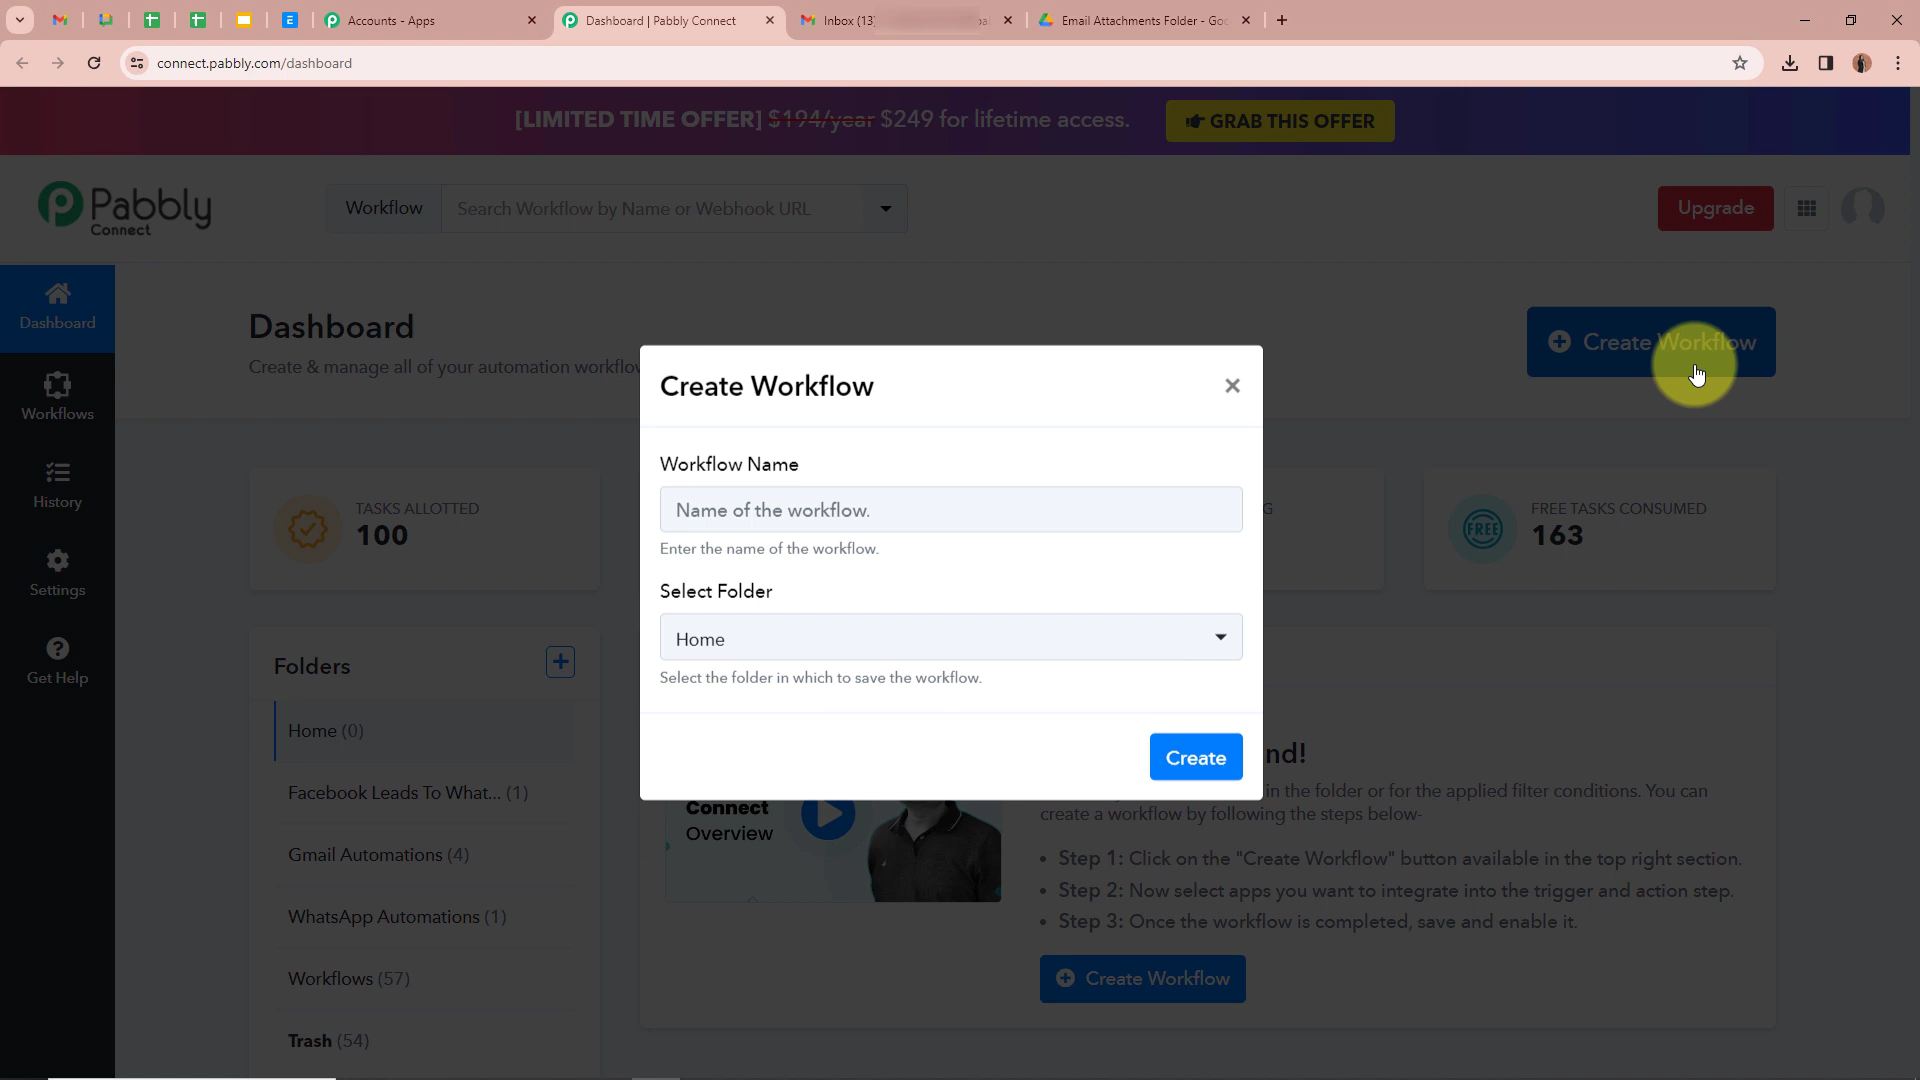 Accounts - Apps
Dashboard | Pabbly Connect
Inbox (13)
Email Attachments Folder - Goo
connect.pabbly.com/dashboard
[LIMITED TIME OFFER] $194/year $249 for lifetime access.
GRAB THIS OFFER
Pabbly
Connect
Workflow
Search Workflow by Name or Webhook URL
Upgrade
Dashboard
Workflows
History
Settings
Get Help
Dashboard
Create & manage all of your automation workflow
Create Workflow
TASKS ALLOTTED
100
G
FREE
FREE TASKS CONSUMED
163
Folders
Home (0)
Facebook Leads To What... (1)
Gmail Automations (4)
WhatsApp Automations (1)
Workflows (57)
Trash (54)
Create Workflow
Workflow Name
Name of the workflow.
Enter the name of the workflow.
Select Folder
Home
Select the folder in which to save the workflow.
Create
Connect
Overview
nd!
in the folder or for the applied filter conditions. You can
create a workflow by following the steps below-
• Step 1: Click on the "Create Workflow" button available in the top right section.
• Step 2: Now select apps you want to integrate into the trigger and action step.
• Step 3: Once the workflow is completed, save and enable it.
Create Workflow